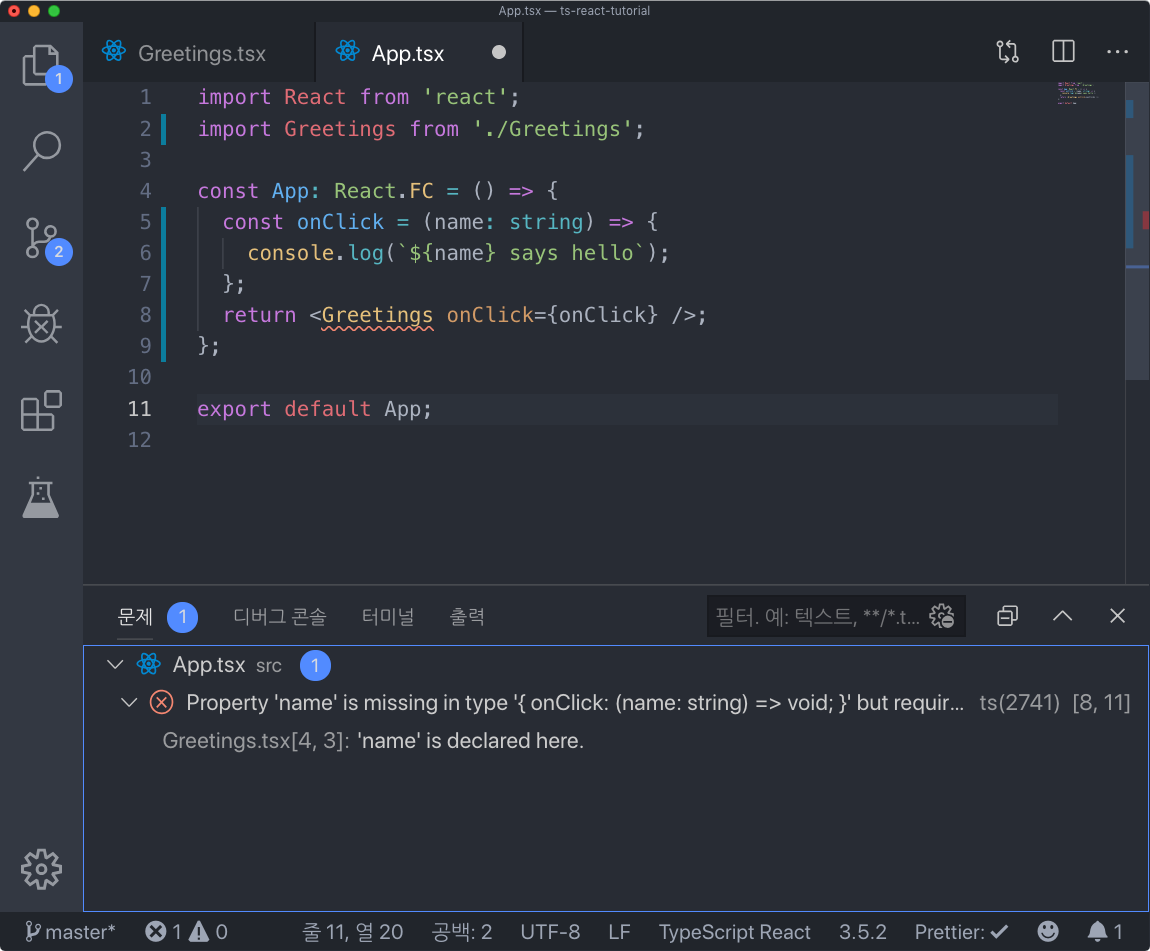 App.tsx — ts-react-tutorial
Greetings.tsx
App.tsx
1
1 import React from 'react';
2 import Greetings from './Greetings';
3
4 const App: React.FC = () => {
5 const onClick = (name: string) => {
6 console.log(`${name} says hello`);
7 };
8 return <Greetings onClick={onClick} />;
9 };
10
11 export default App;
12
2
문제 1 디버그 콘솔 터미널 출력 필터. 예: 텍스트, **/*.t...
App.tsx src 1
Property 'name' is missing in type '{ onClick: (name: string) => void; }' but requir... ts(2741) [8, 11]
Greetings.tsx[4, 3]: 'name' is declared here.
master* 1 0 줄 11, 열 20 공백: 2 UTF-8 LF TypeScript React 3.5.2 Prettier: 1